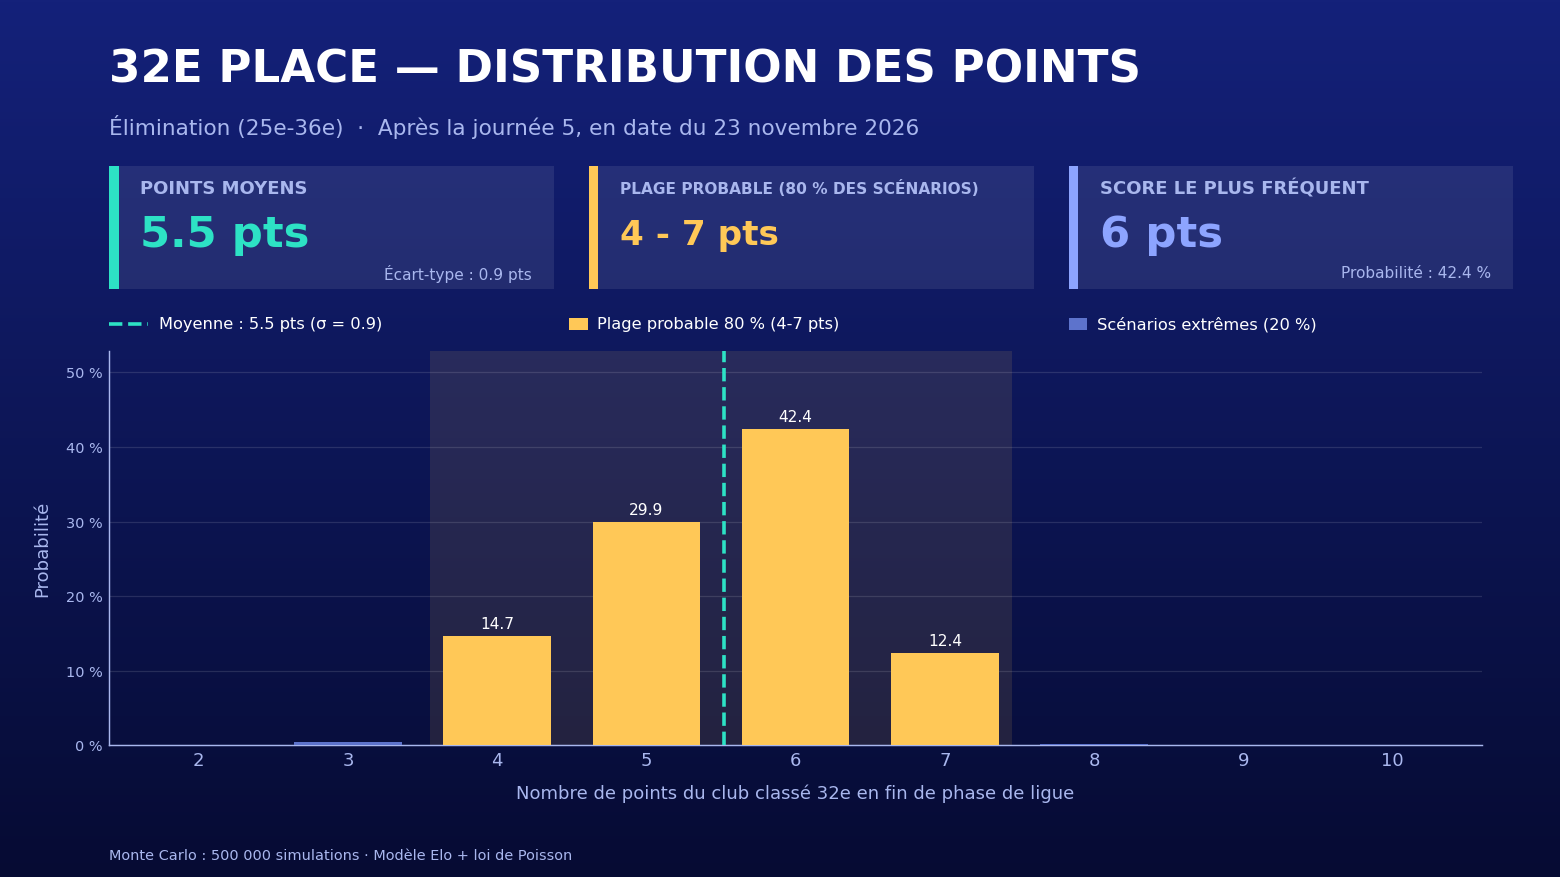 32E PLACE — DISTRIBUTION DES POINTS
Élimination (25e-36e) · Après la journée 5, en date du 23 novembre 2026
POINTS MOYENS
5.5 pts
Écart-type : 0.9 pts
PLAGE PROBABLE (80 % DES SCÉNARIOS)
4 - 7 pts
SCORE LE PLUS FRÉQUENT
6 pts
Probabilité : 42.4 %
Moyenne : 5.5 pts (σ = 0.9)
Plage probable 80 % (4-7 pts)
Scénarios extrêmes (20 %)
Probabilité
50 %
40 %
30 %
20 %
10 %
0 %
14.7
29.9
42.4
12.4
2 3 4 5 6 7 8 9 10
Nombre de points du club classé 32e en fin de phase de ligue
Monte Carlo : 500 000 simulations · Modèle Elo + loi de Poisson